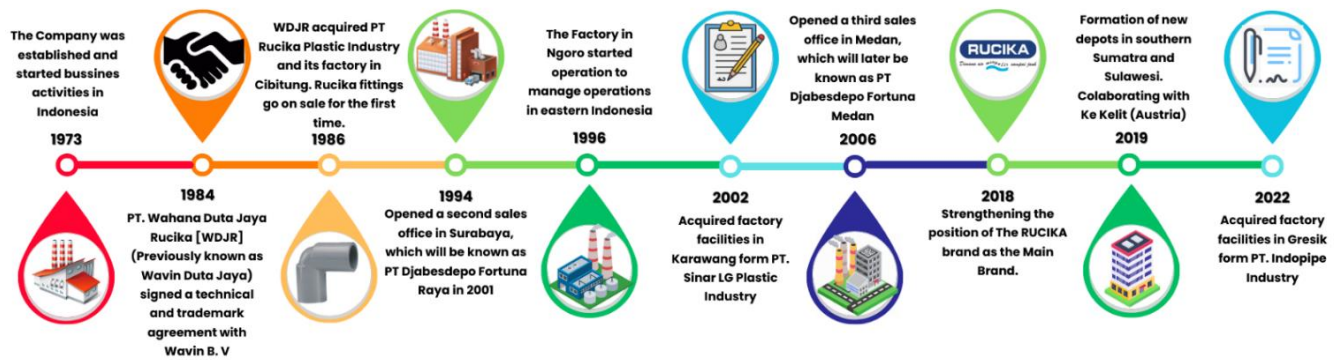 The Company was
established and
started bussines
activities in
Indonesia
1973
1984
PT. Wahana Duta Jaya
Rucika [WDJR]
(Previously known as
Wavin Duta Jaya)
signed a technical
and trademark
agreement with
Wavin B. V
WDJR acquired PT
Rucika Plastic Industry
and its factory in
Cibitung. Rucika fittings
go on sale for the first
time.
1986
1994
Opened a second sales
office in Surabaya,
which will be known as
PT Djabesdepo Fortuna
Raya in 2001
The Factory in
Ngoro started
operation to
manage operations
in eastern Indonesia
1996
2002
Acquired factory
facilities in
Karawang form PT.
Sinar LG Plastic
Industry
Opened a third sales
office in Medan,
which will later be
known as PT
Djabesdepo Fortuna
Medan
2006
RUCIKA
2018
Strengthening the
position of The RUCIKA
brand as the Main
Brand.
Formation of new
depots in southern
Sumatra and
Sulawesi.
Colaborating with
Ke Kelit (Austria)
2019
2022
Acquired factory
facilities in Gresik
form PT. Indopipe
Industry